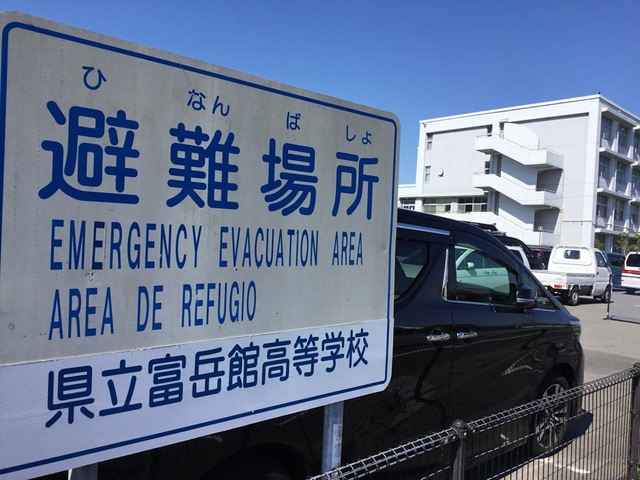 ひ なん ば しょ
避難場所
EMERGENCY EVACUATION AREA
AREA DE REFUGIO
県立富岳館高等学校